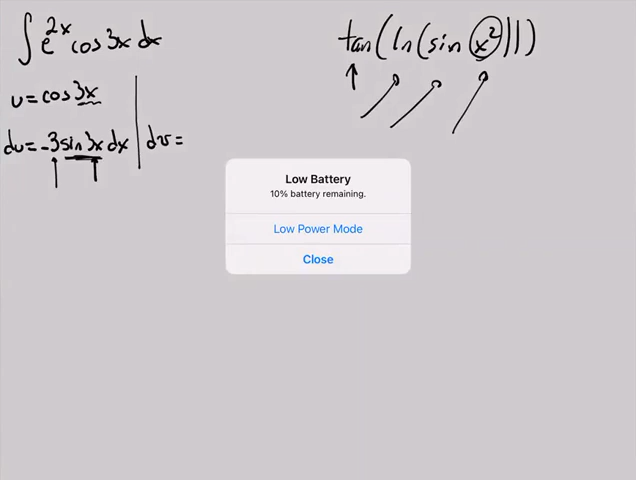 ∫ e^{2x} cos 3x dx
tan(ln(sin(x²)))
u = cos 3x
du = -3 sin 3x dx | dv =
Low Battery
10% battery remaining.
Low Power Mode
Close